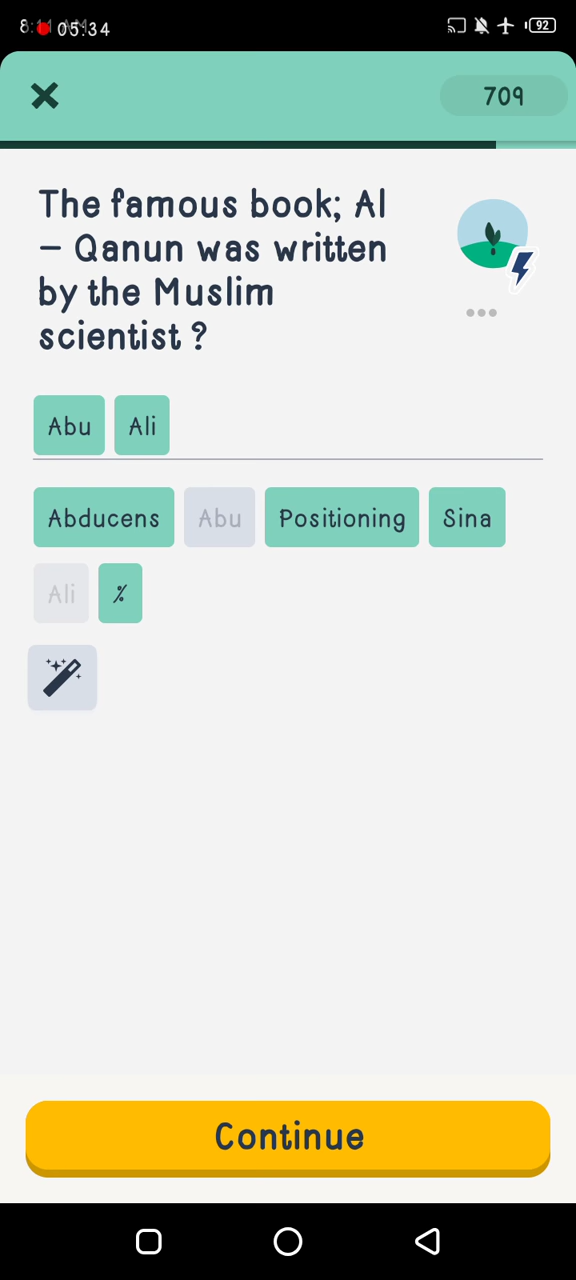 05:34
92
709
The famous book; Al
– Qanun was written
by the Muslim
scientist ?
Abu Ali
Abducens Abu Positioning Sina
Ali %
Continue